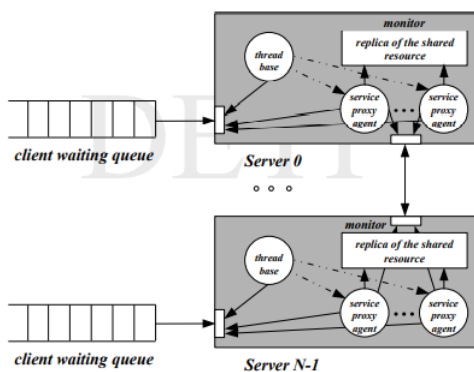 monitor
replica of the shared
resource
thread
base
service
proxy
agent
service
proxy
agent
client waiting queue
Server 0
DETI
monitor
replica of the shared
resource
thread
base
service
proxy
agent
service
proxy
agent
client waiting queue
Server N-1